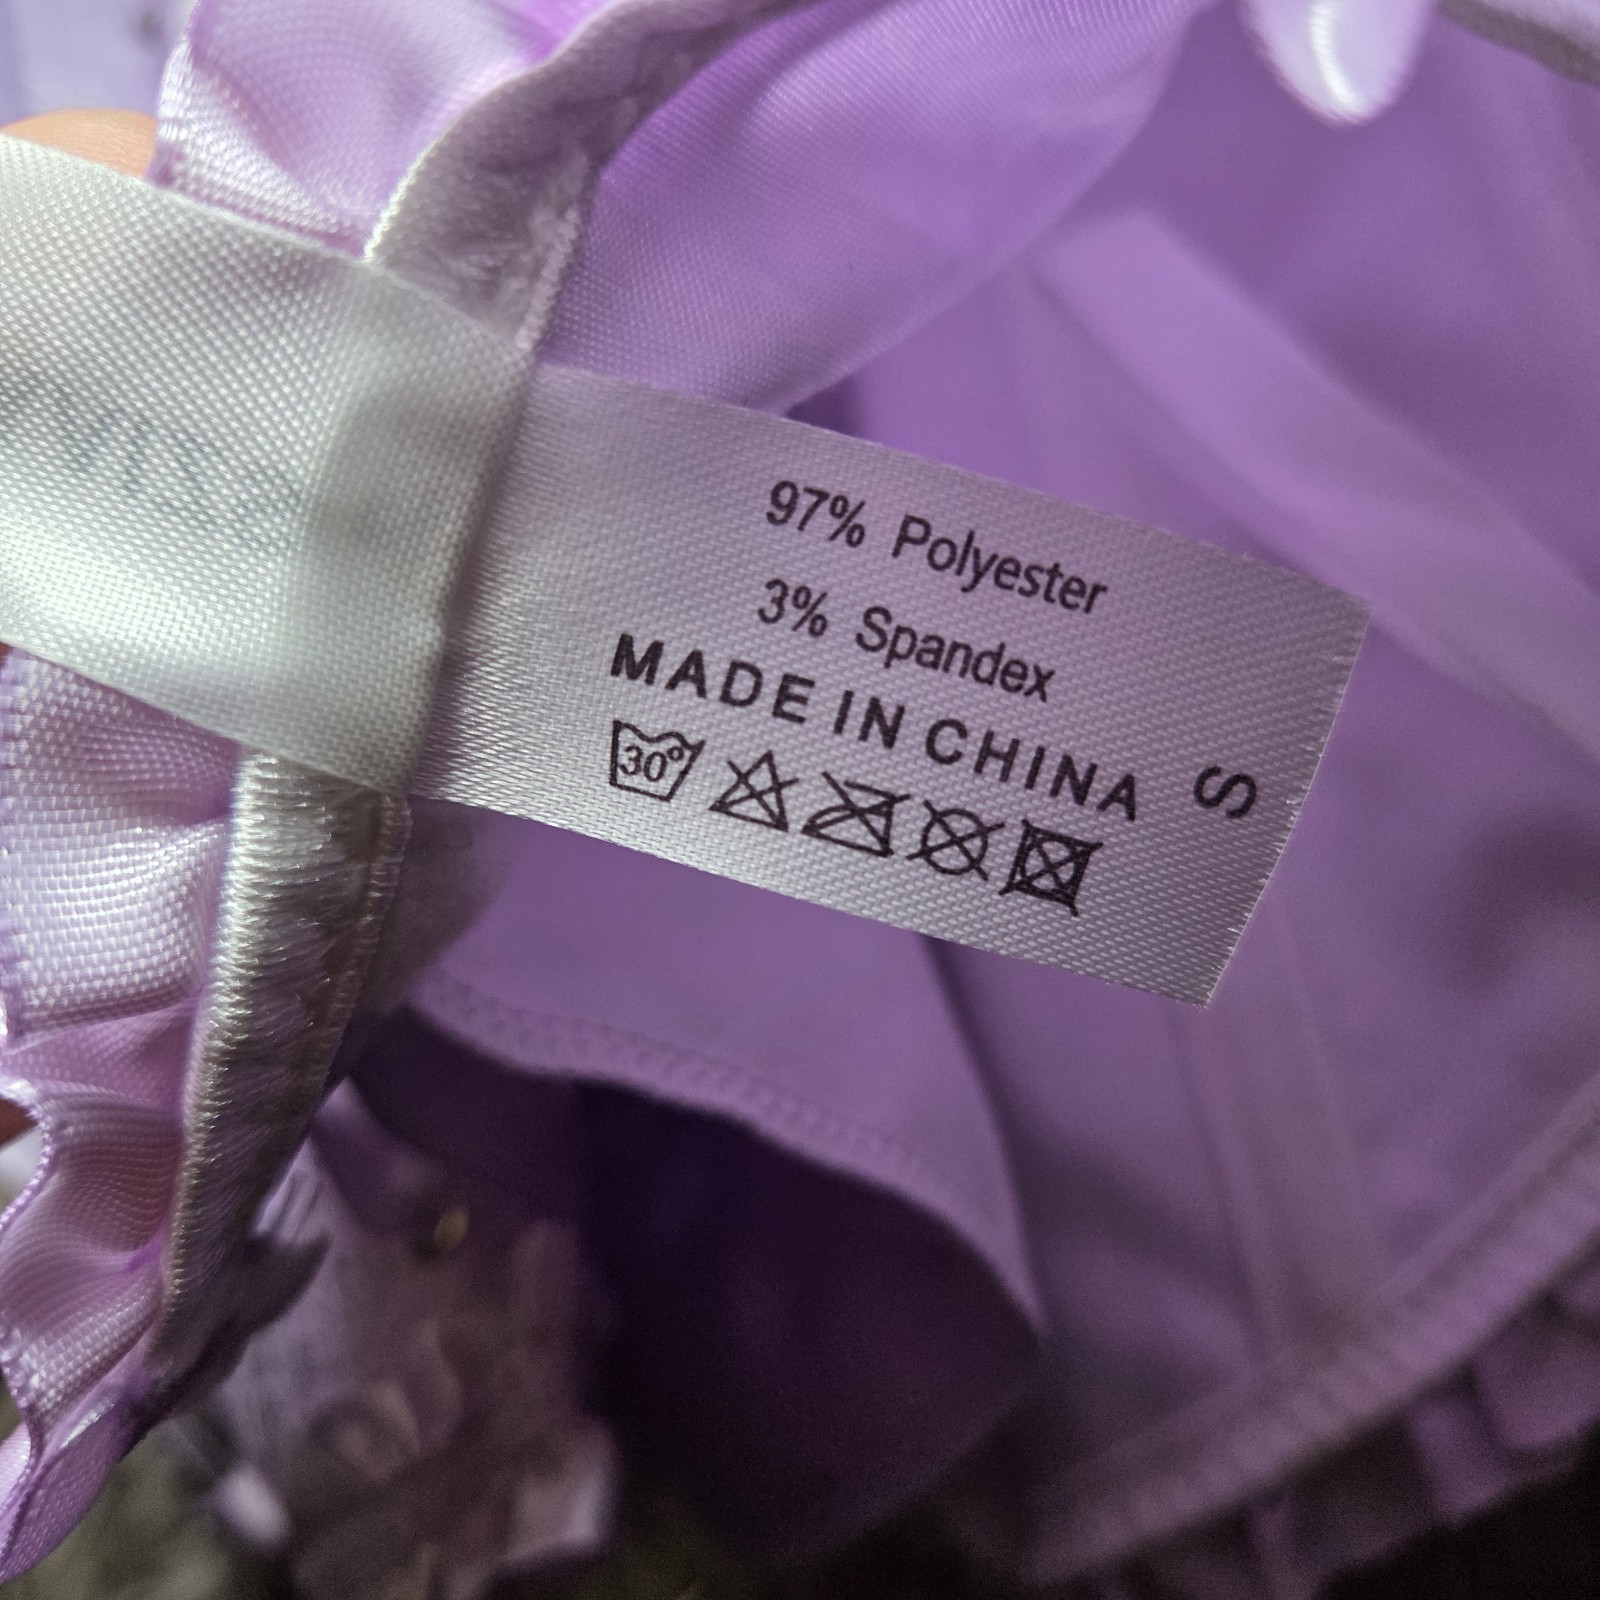 97% Polyester
3% Spandex
MADE IN CHINA
S
30°